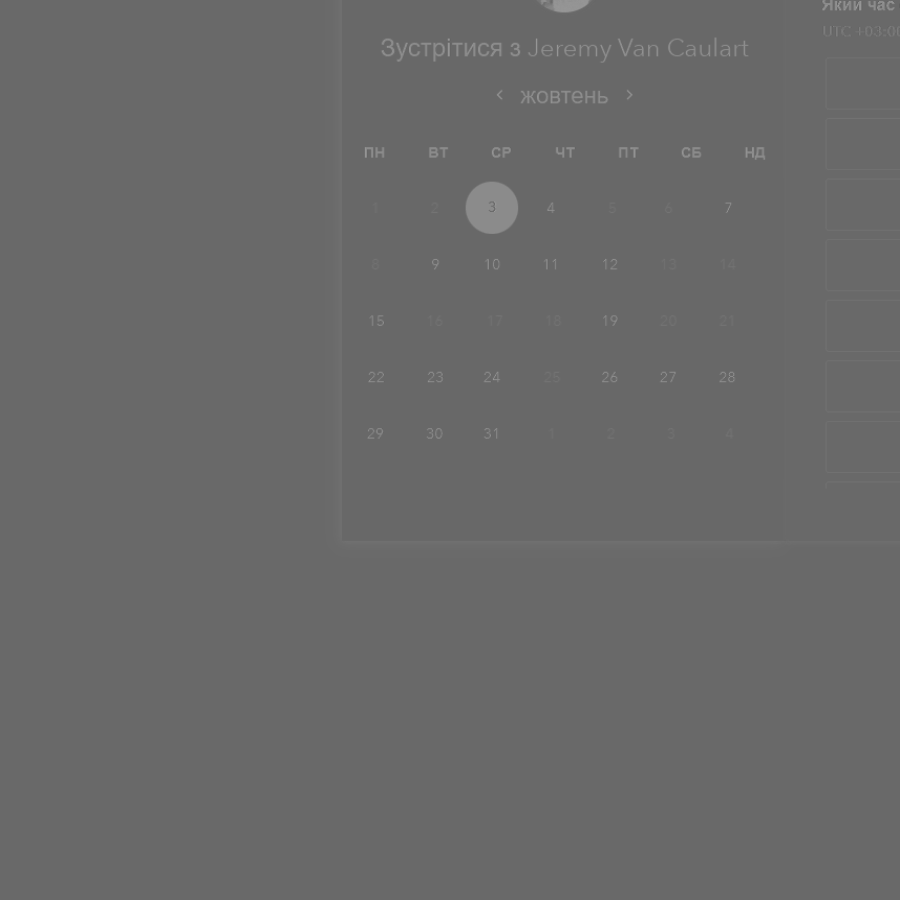 Зустрітися з Jeremy Van Caulart
жовтень
ПН ВТ СР ЧТ ПТ СБ НД
1 2 3 4 5 6 7
8 9 10 11 12 13 14
15 16 17 18 19 20 21
22 23 24 25 26 27 28
29 30 31 1 2 3 4
Який час
UTC +03:00